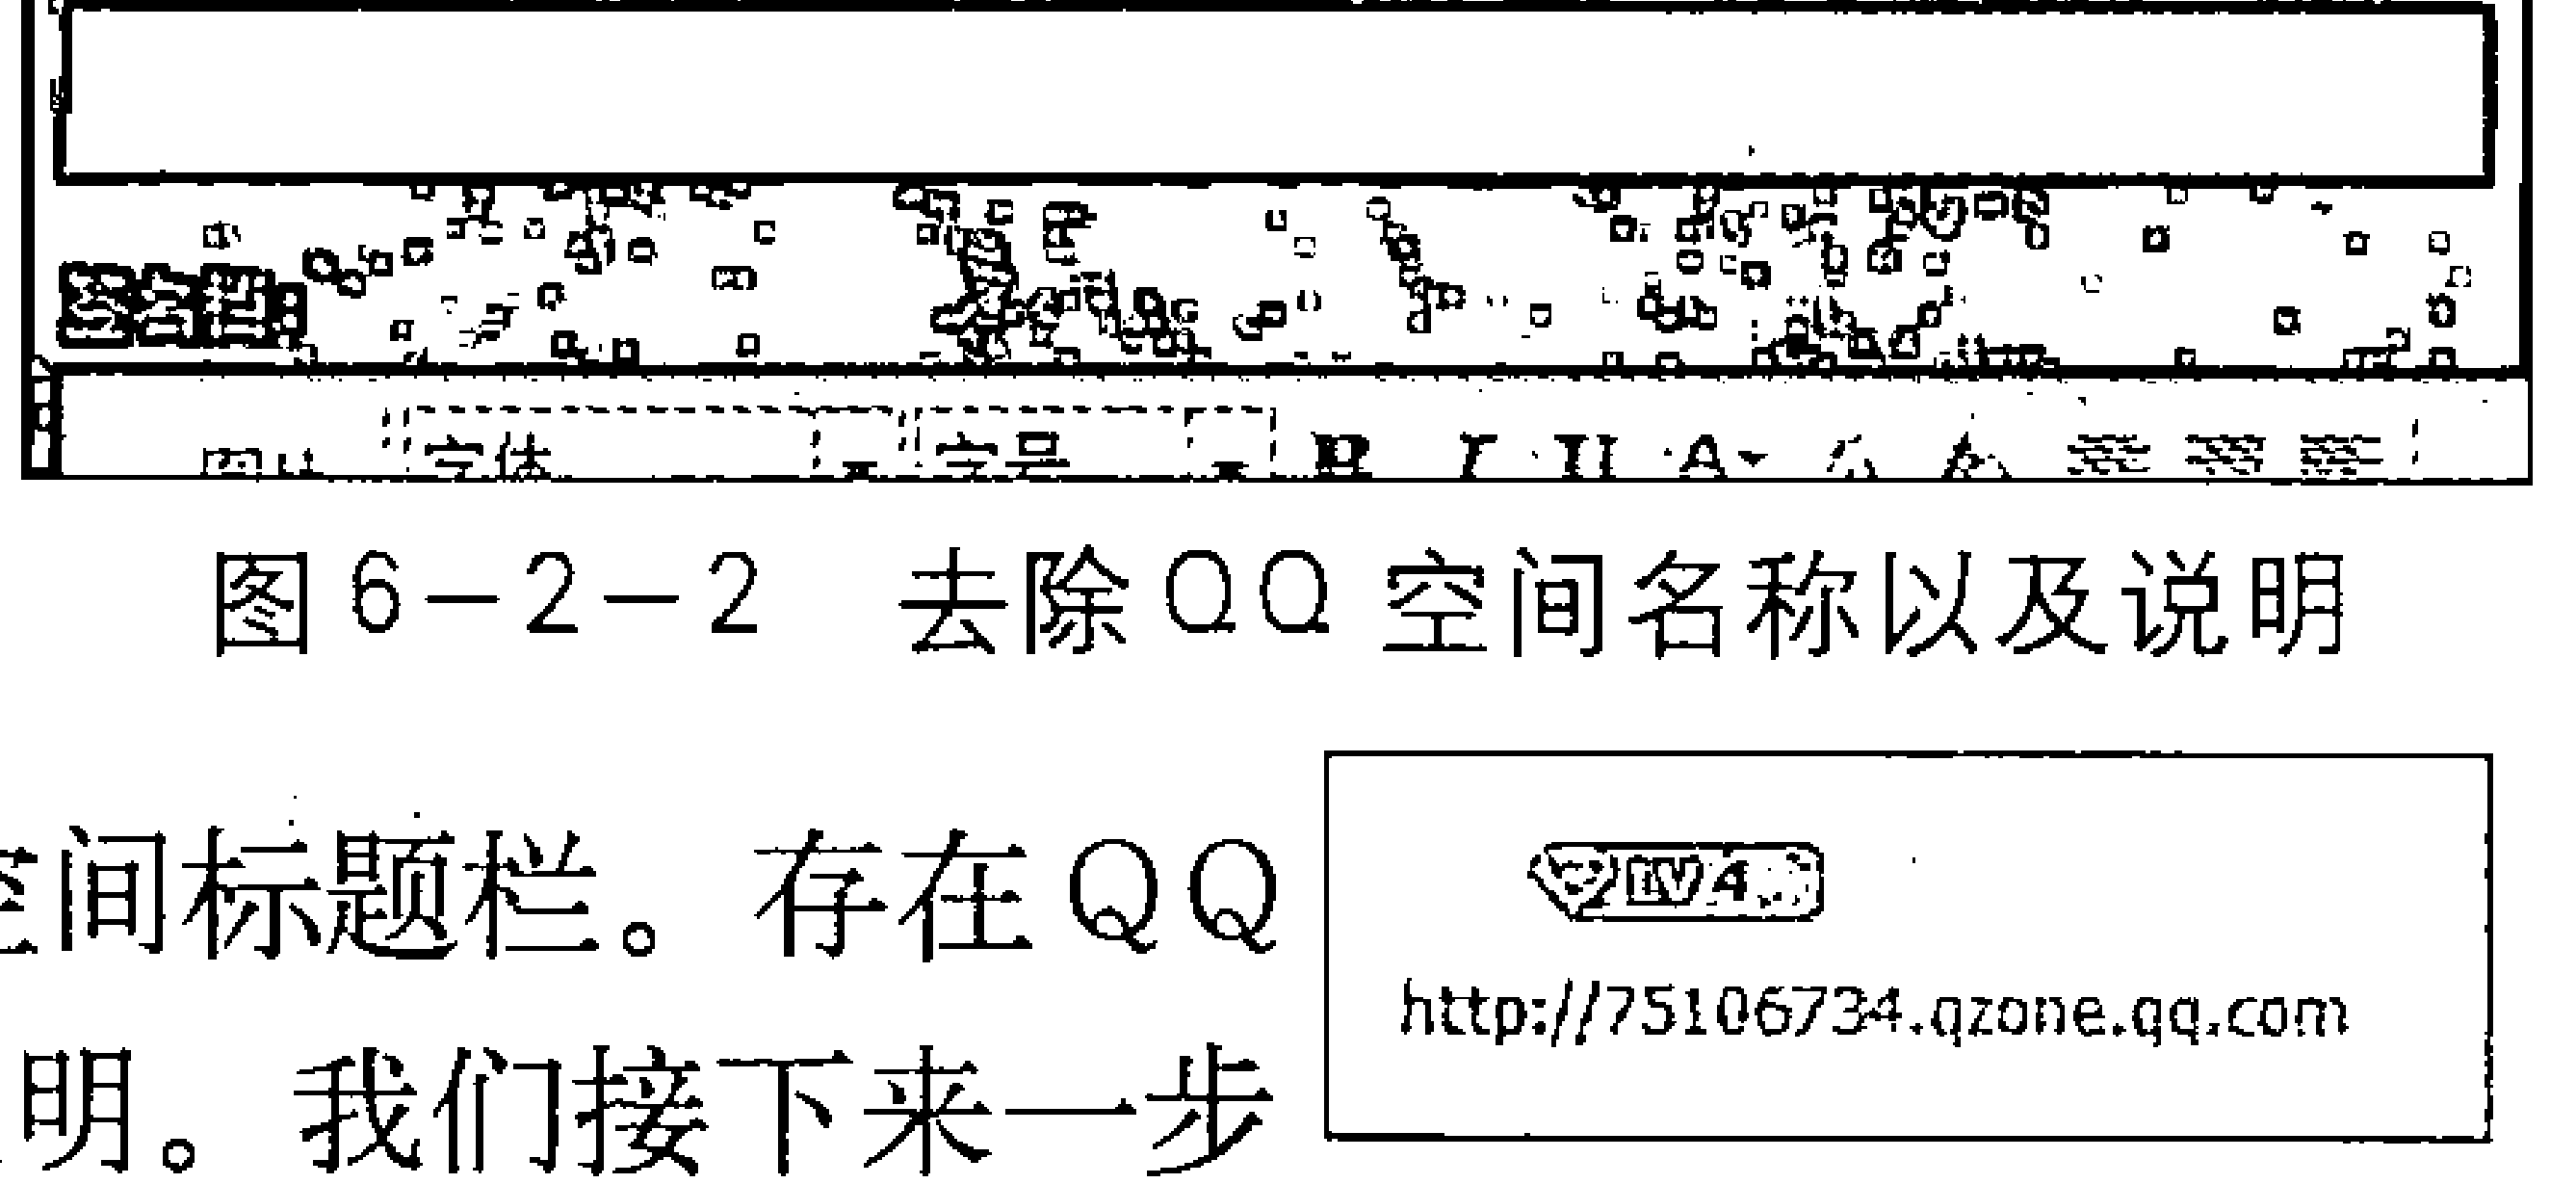 字体 字号 B I U A
图6-2-2 去除QQ空间名称以及说明
空间标题栏。存在QQ
明。我们接下来一步
LV4
http://75106734.qzone.qq.com